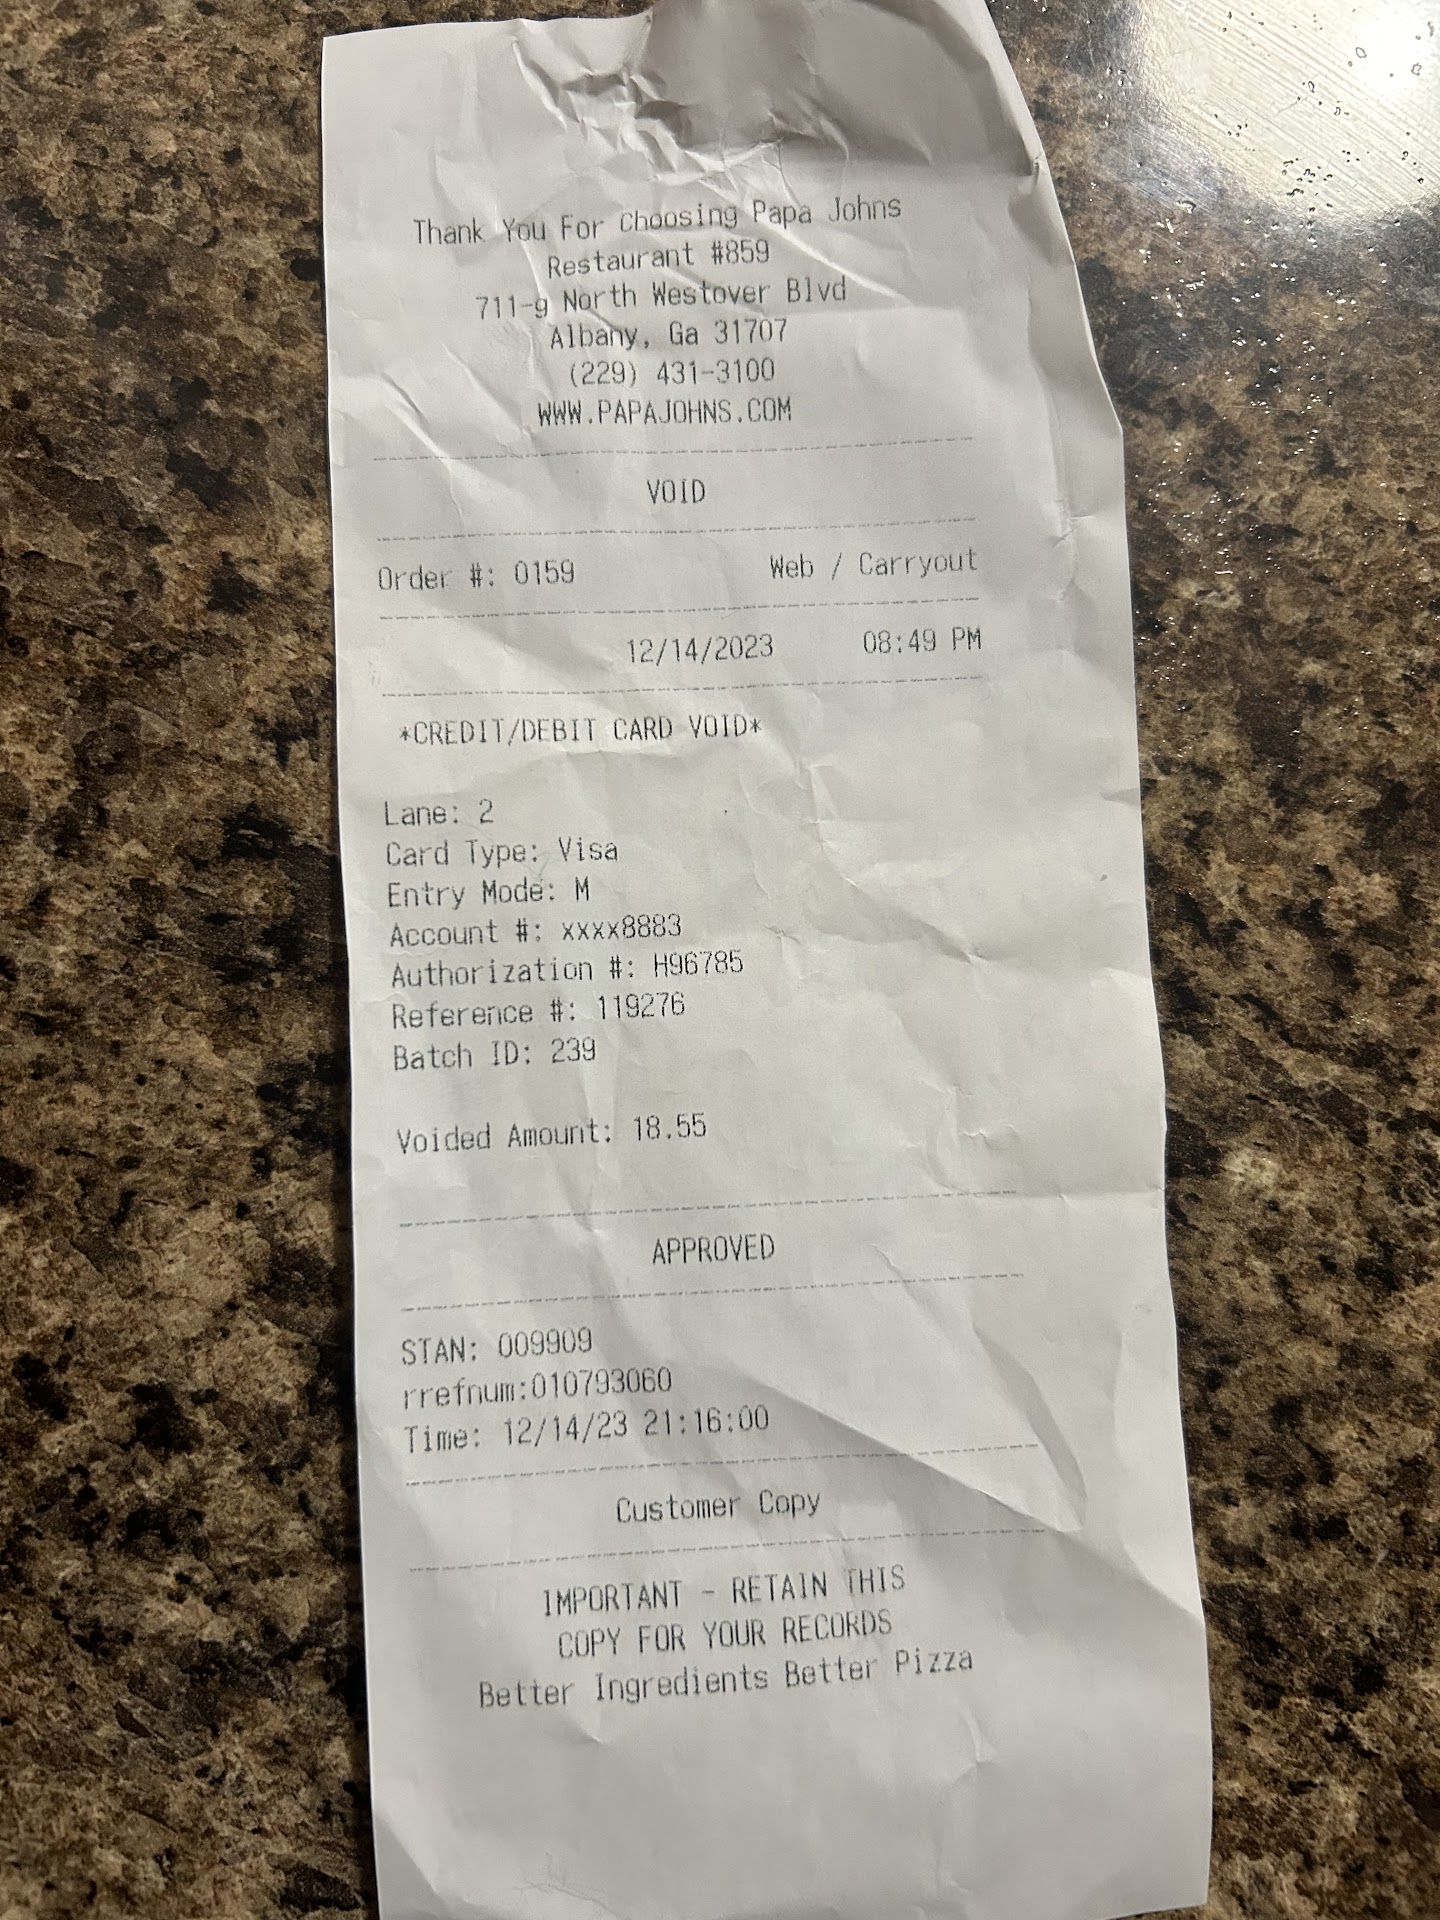 Thank You For Choosing Papa Johns
Restaurant #859
711-g North Westover Blvd
Albany, Ga 31707
(229) 431-3100
WWW.PAPAJOHNS.COM
VOID
Order #: 0159 Web / Carryout
12/14/2023 08:49 PM
*CREDIT/DEBIT CARD VOID*
Lane: 2
Card Type: Visa
Entry Mode: M
Account #: xxxx8883
Authorization #: H96785
Reference #: 119276
Batch ID: 239
Voided Amount: 18.55
APPROVED
STAN: 009909
rrefnum:010793060
Time: 12/14/23 21:16:00
Customer Copy
IMPORTANT - RETAIN THIS
COPY FOR YOUR RECORDS
Better Ingredients Better Pizza